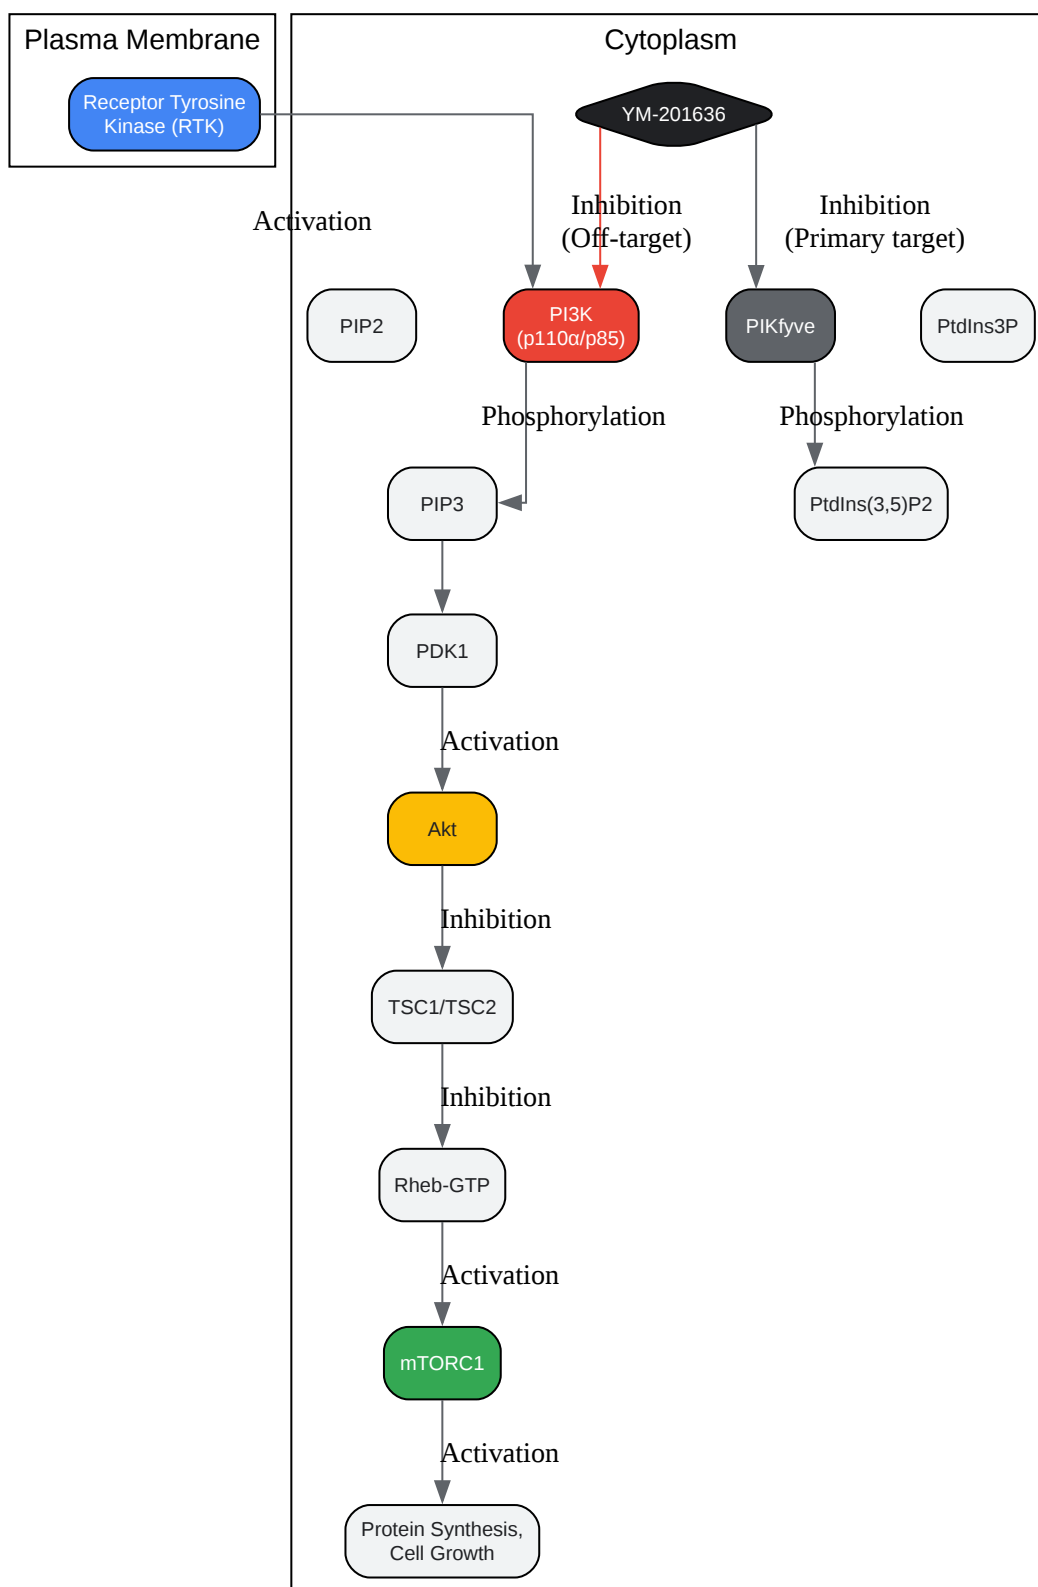 Plasma Membrane
Cytoplasm
Receptor Tyrosine
Kinase (RTK)
YM-201636
Activation
Inhibition
(Off-target)
Inhibition
(Primary target)
PIP2
PI3K
(p110α/p85)
PIKfyve
PtdIns3P
Phosphorylation
Phosphorylation
PIP3
PtdIns(3,5)P2
PDK1
Activation
Akt
Inhibition
TSC1/TSC2
Inhibition
Rheb-GTP
Activation
mTORC1
Activation
Protein Synthesis,
Cell Growth